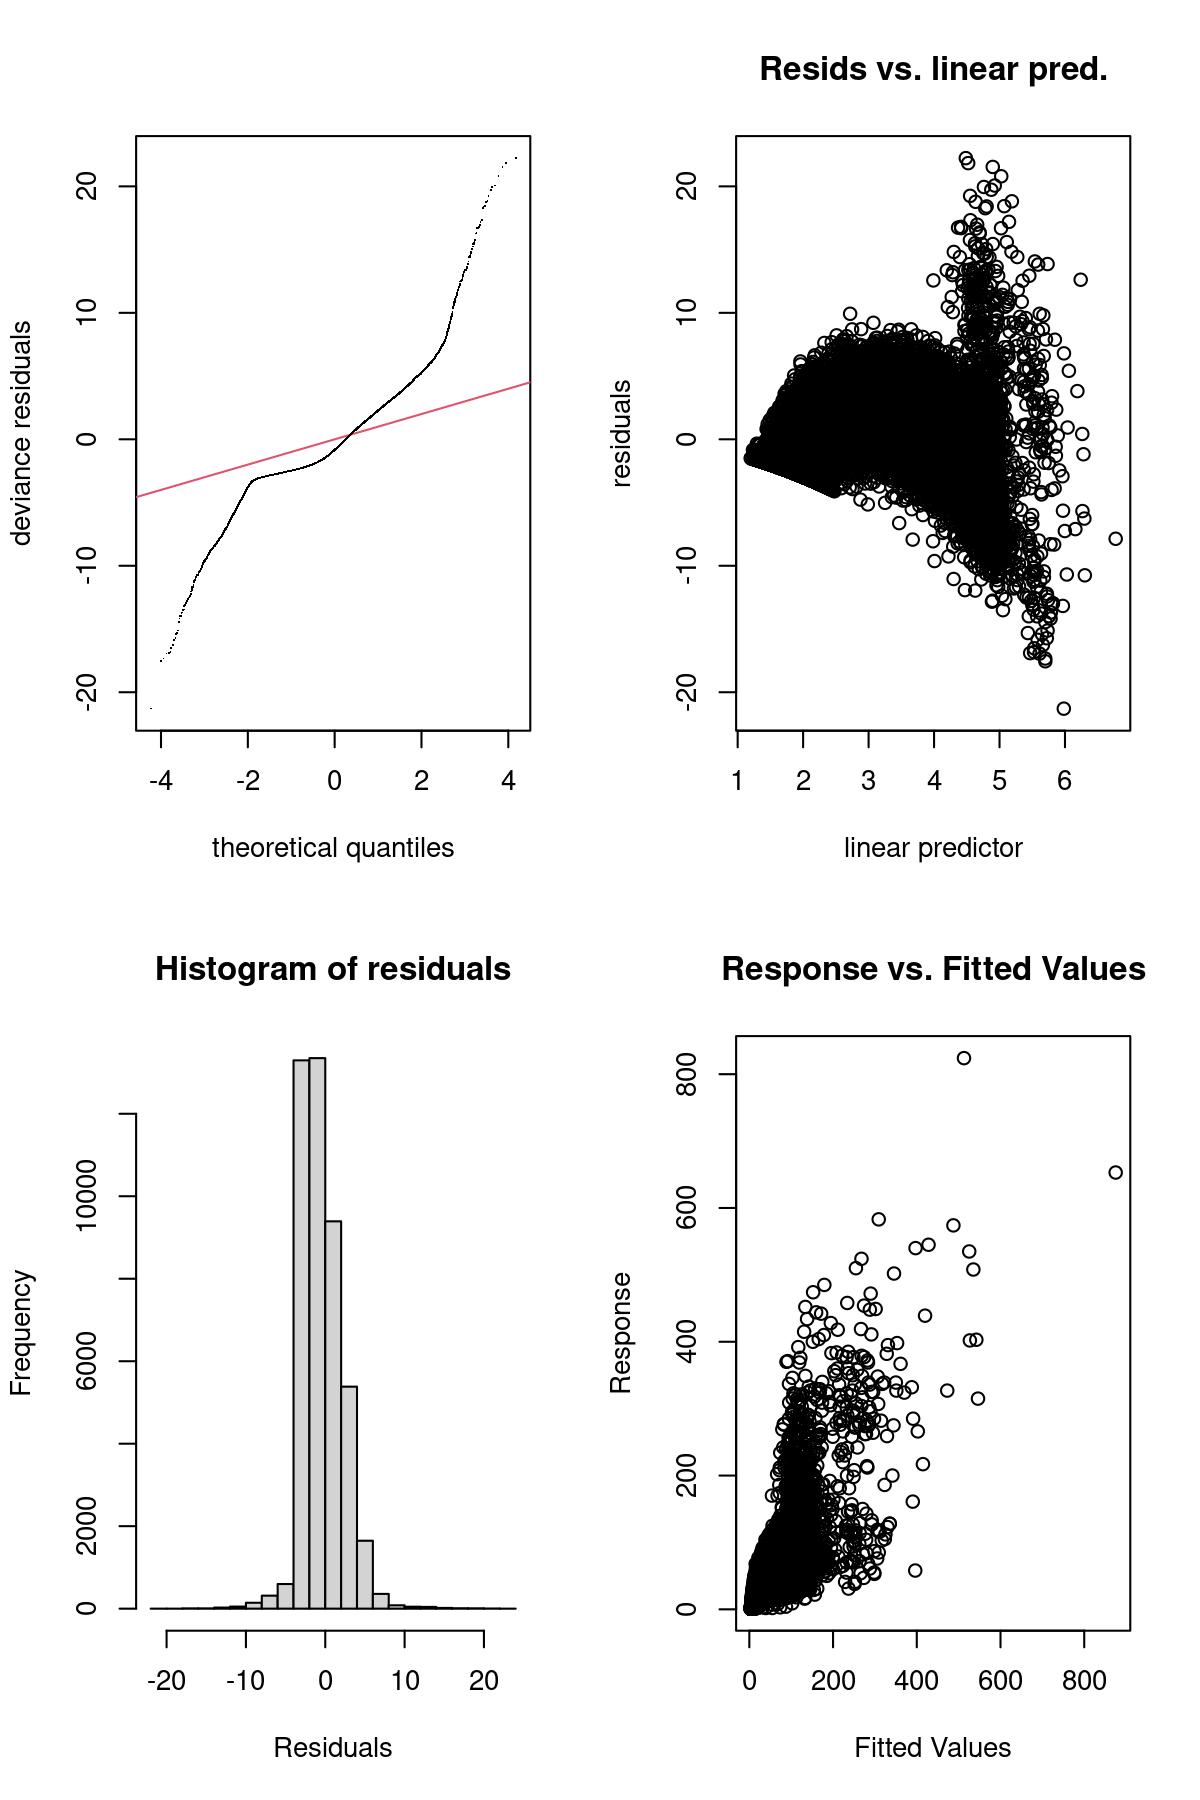 deviance residuals
20
10
0
-10
-20
-4 -2 0 2 4
theoretical quantiles
Resids vs. linear pred.
residuals
20
10
0
-10
-20
1 2 3 4 5 6
linear predictor
Histogram of residuals
Frequency
10000
6000
2000
0
-20 -10 0 10 20
Residuals
Response vs. Fitted Values
Response
800
600
400
200
0
0 200 400 600 800
Fitted Values